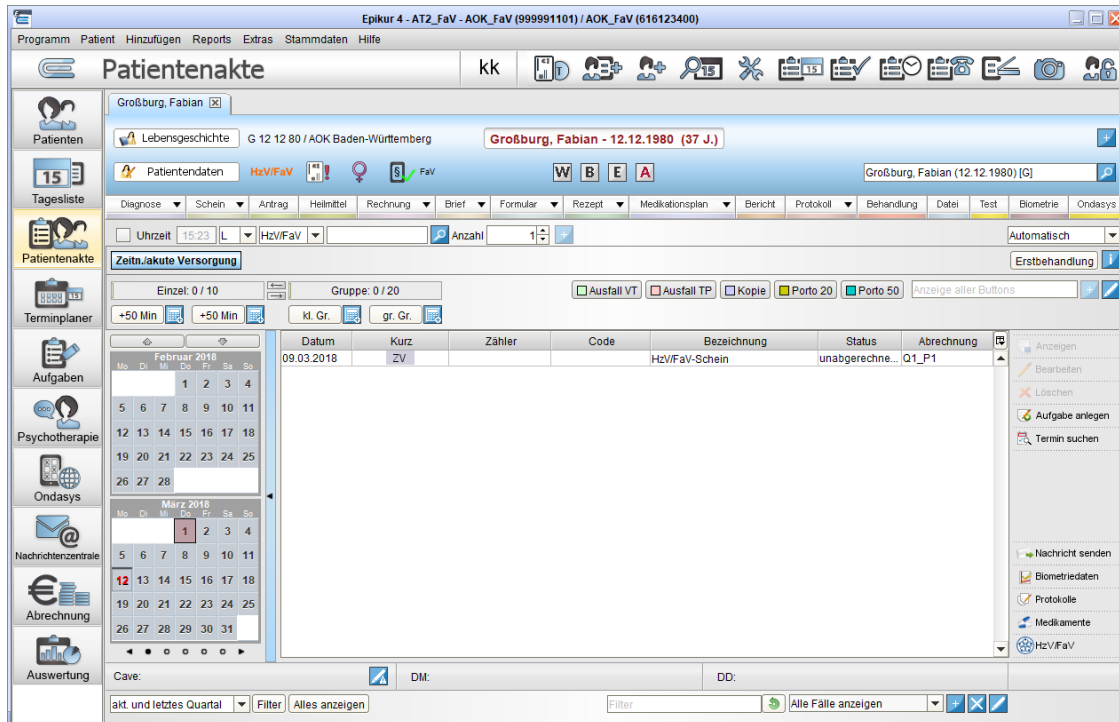 Epikur 4 - AT2_FaV - AOK_FaV (999991101) / AOK_FaV (616123400)
Programm Patient Hinzufügen Reports Extras Stammdaten Hilfe
Patientenakte kk T 15 15
Großburg, Fabian
Lebensgeschichte G 12 12 80 / AOK Baden-Württemberg Großburg, Fabian - 12.12.1980 (37 J.)
Patientendaten HzV/FaV § FaV W B E A Großburg, Fabian (12.12.1980) [G]
Diagnose Schein Antrag Heilmittel Rechnung Brief Formular Rezept Medikationsplan Bericht Protokoll Behandlung Datei Test Biometrie Ondasys
Uhrzeit 15:23 L HzV/FaV Anzahl 1 Automatisch
Zeitn./akute Versorgung Erstbehandlung
Einzel: 0 / 10 Gruppe: 0 / 20 Ausfall VT Ausfall TP Kopie Porto 20 Porto 50 Anzeige aller Buttons
+50 Min +50 Min kl. Gr. gr. Gr.
Patienten
15
Tagesliste
Patientenakte
15
Terminplaner
Aufgaben
Psychotherapie
Ondasys
Nachrichtenzentrale
Abrechnung
Auswertung
Februar 2018
Mo Di Mi Do Fr Sa So
1 2 3 4
5 6 7 8 9 10 11
12 13 14 15 16 17 18
19 20 21 22 23 24 25
26 27 28
März 2018
Mo Di Mi Do Fr Sa So
1 2 3 4
5 6 7 8 9 10 11
12 13 14 15 16 17 18
19 20 21 22 23 24 25
26 27 28 29 30 31
Datum Kurz Zähler Code Bezeichnung Status Abrechnung
09.03.2018 ZV HzV/FaV-Schein unabgerechne... Q1_P1
Anzeigen
Bearbeiten
Löschen
Aufgabe anlegen
Termin suchen
Nachricht senden
Biometriedaten
Protokolle
Medikamente
HzV/FaV
Cave: DM: DD:
akt. und letztes Quartal Filter Alles anzeigen Filter Alle Fälle anzeigen